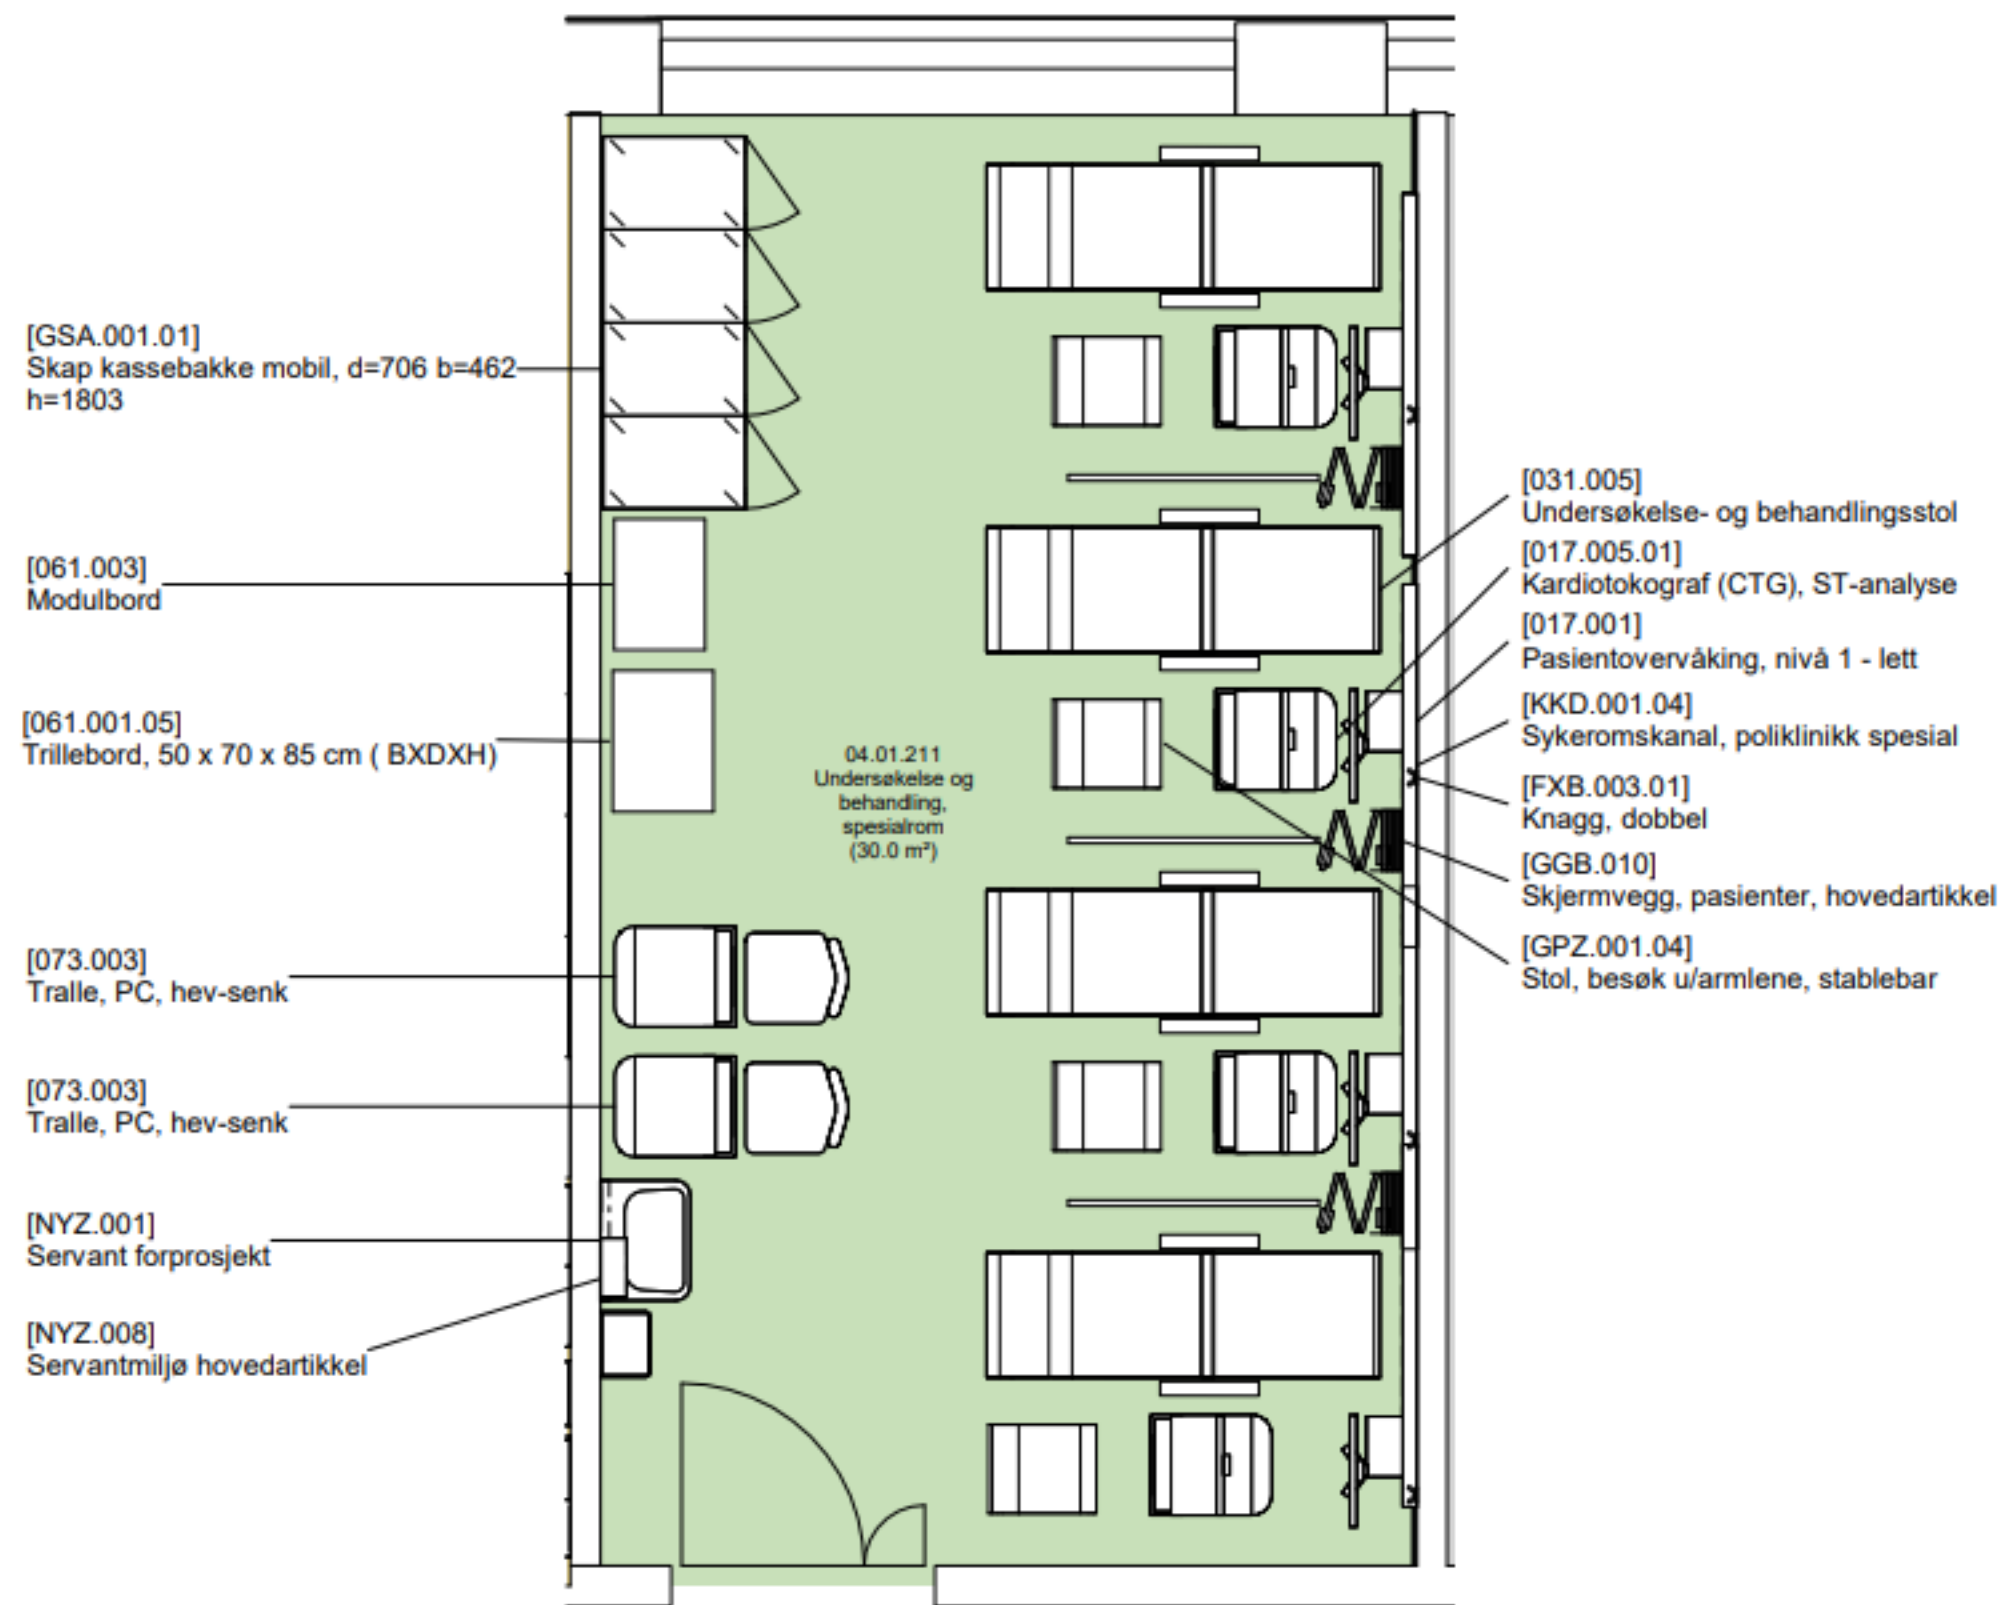 [GSA.001.01]
Skap kassebakke mobil, d=706 b=462
h=1803
[061.003]
Modulbord
[061.001.05]
Trillebord, 50 x 70 x 85 cm ( BXDXH)
[073.003]
Tralle, PC, hev-senk
[073.003]
Tralle, PC, hev-senk
[NYZ.001]
Servant forprosjekt
[NYZ.008]
Servantmiljø hovedartikkel
04.01.211
Undersøkelse og
behandling,
spesialrom
(30.0 m²)
[031.005]
Undersøkelse- og behandlingsstol
[017.005.01]
Kardiotokograf (CTG), ST-analyse
[017.001]
Pasientovervåking, nivå 1 - lett
[KKD.001.04]
Sykeromskanal, poliklinikk spesial
[FXB.003.01]
Knagg, dobbel
[GGB.010]
Skjermvegg, pasienter, hovedartikkel
[GPZ.001.04]
Stol, besøk u/armlene, stablebar